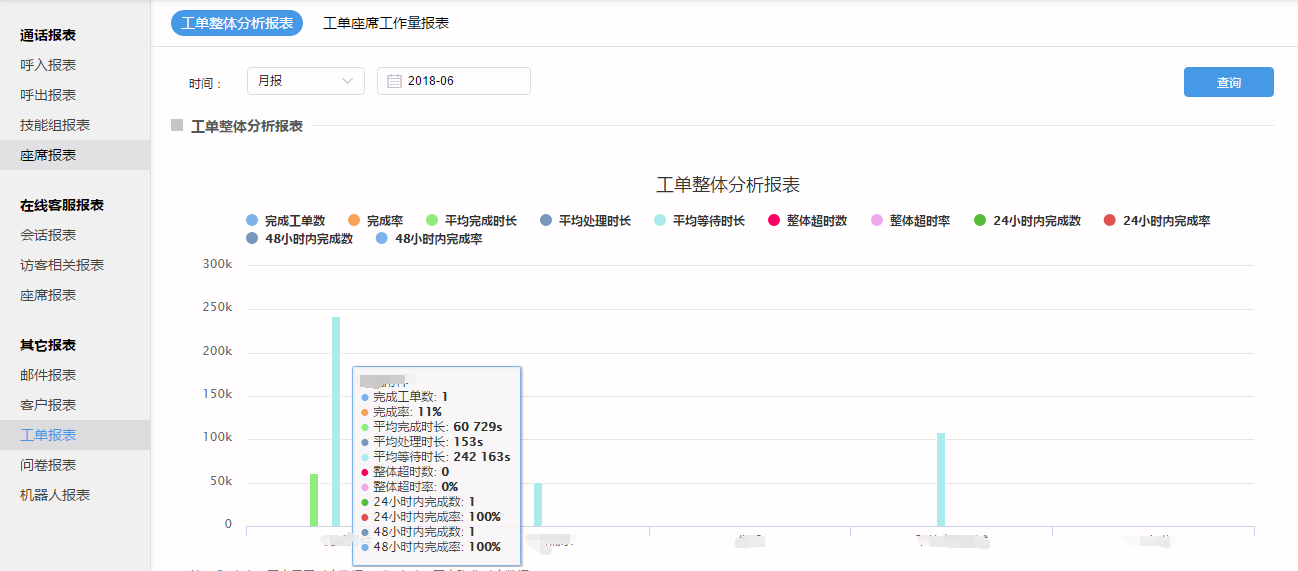 通话报表
呼入报表
呼出报表
技能组报表
座席报表
在线客服报表
会话报表
访客相关报表
座席报表
其它报表
邮件报表
客户报表
工单报表
问卷报表
机器人报表
工单整体分析报表 工单座席工作量报表
时间： 月报 2018-06 查询
工单整体分析报表
工单整体分析报表
完成工单数 完成率 平均完成时长 平均处理时长 平均等待时长 整体超时数 整体超时率 24小时内完成数 24小时内完成率
48小时内完成数 48小时内完成率
300k
250k
200k
150k
100k
50k
0
完成工单数: 1
完成率: 11%
平均完成时长: 60 729s
平均处理时长: 153s
平均等待时长: 242 163s
整体超时数: 0
整体超时率: 0%
24小时内完成数: 1
24小时内完成率: 100%
48小时内完成数: 1
48小时内完成率: 100%